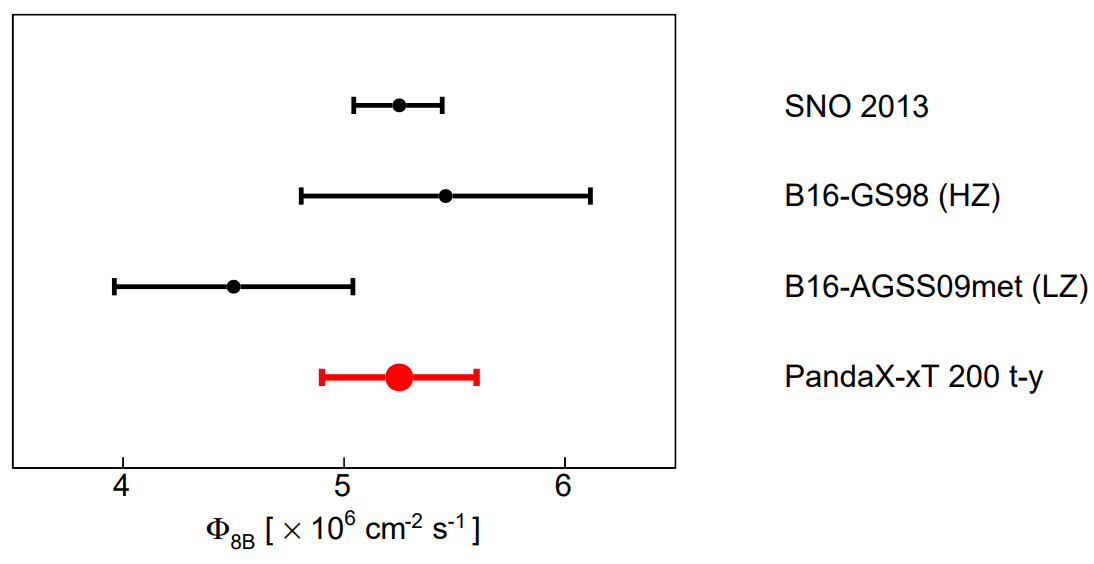 SNO 2013
B16-GS98 (HZ)
B16-AGSS09met (LZ)
PandaX-xT 200 t-y
4 5 6
Φ8B [ × 10⁶ cm⁻² s⁻¹ ]